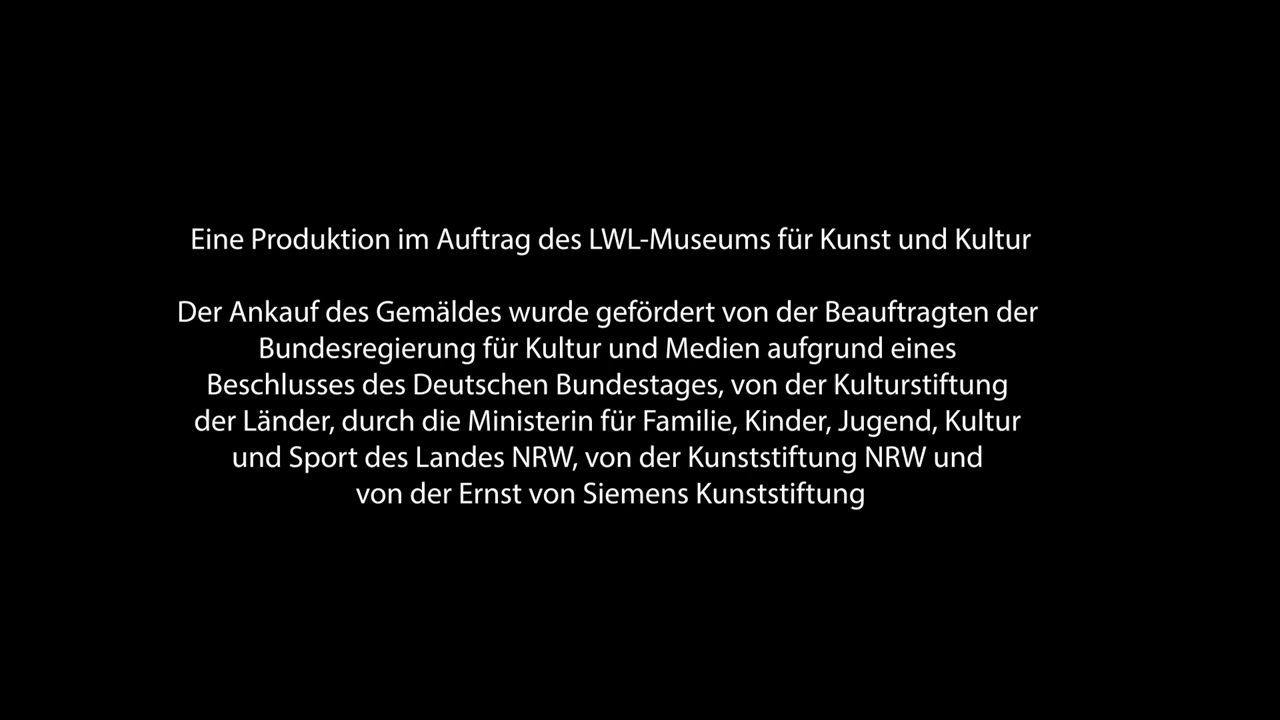 Eine Produktion im Auftrag des LWL-Museums für Kunst und Kultur
Der Ankauf des Gemäldes wurde gefördert von der Beauftragten der
Bundesregierung für Kultur und Medien aufgrund eines
Beschlusses des Deutschen Bundestages, von der Kulturstiftung
der Länder, durch die Ministerin für Familie, Kinder, Jugend, Kultur
und Sport des Landes NRW, von der Kunststiftung NRW und
von der Ernst von Siemens Kunststiftung